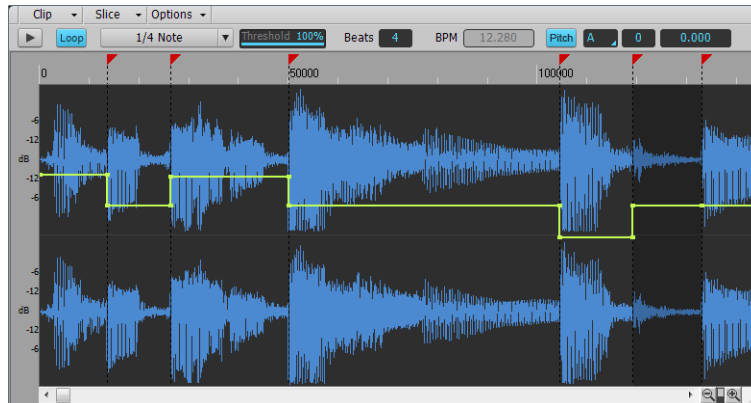 Clip Slice Options
Loop 1/4 Note Threshold 100% Beats 4 BPM 12.280 Pitch A 0 0.000
0 50000 100000
-6
-12
dB
-12
-6
-6
-12
dB
-12
-6